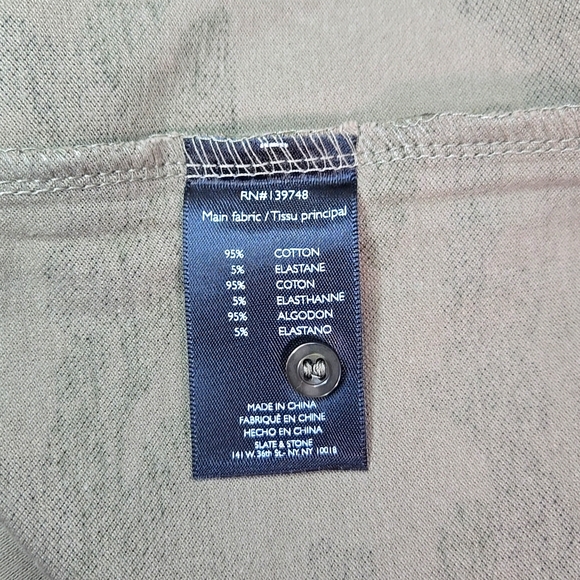 RN#139748
Main fabric / Tissu principal
95% COTTON
5% ELASTANE
95% COTON
5% ELASTHANNE
95% ALGODON
5% ELASTANO
MADE IN CHINA
FABRIQUÉ EN CHINE
HECHO EN CHINA
SLATE & STONE
141 W. 36th St.- NY, NY 10018